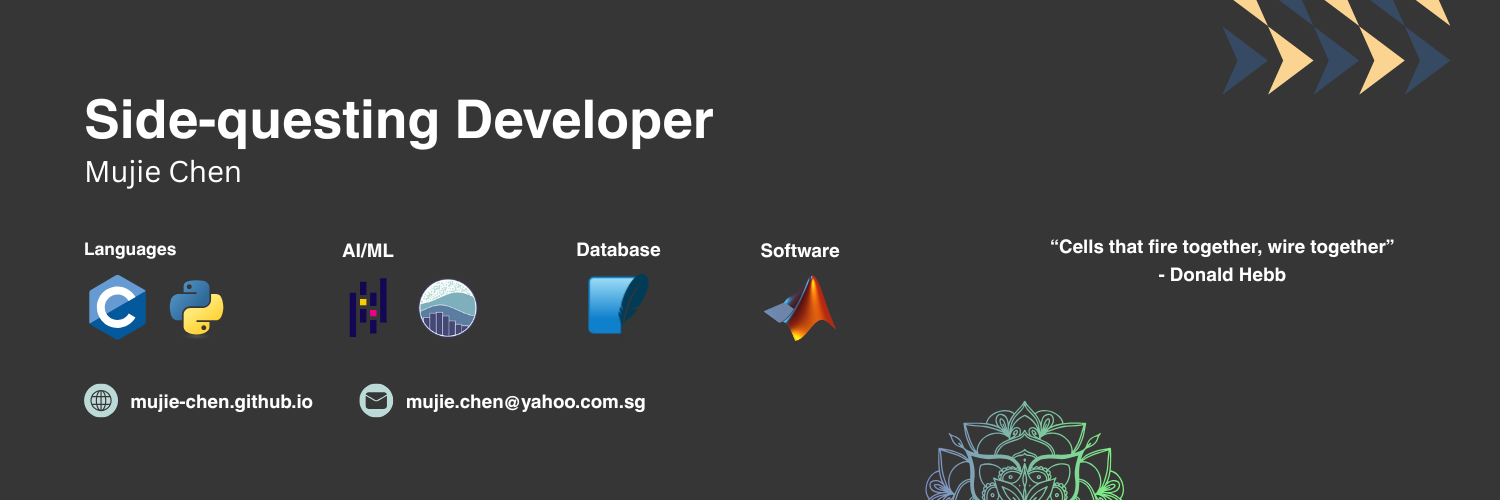 Side-questing Developer
Mujie Chen
Languages
AI/ML
Database
Software
C
“Cells that fire together, wire together”
- Donald Hebb
mujie-chen.github.io
mujie.chen@yahoo.com.sg